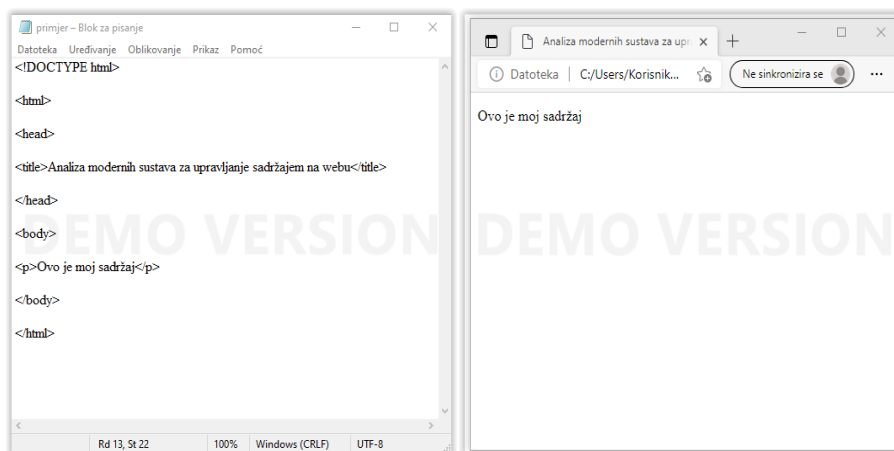 primjer – Blok za pisanje
Datoteka Uređivanje Oblikovanje Prikaz Pomoć
<!DOCTYPE html>
<html>
<head>
<title>Analiza modernih sustava za upravljanje sadržajem na webu</title>
</head>
<body>
<p>Ovo je moj sadržaj</p>
</body>
</html>
Rd 13, St 22 100% Windows (CRLF) UTF-8
DEMO VERSION
Analiza modernih sustava za upr
Datoteka C:/Users/Korisnik... Ne sinkronizira se
Ovo je moj sadržaj
DEMO VERSION